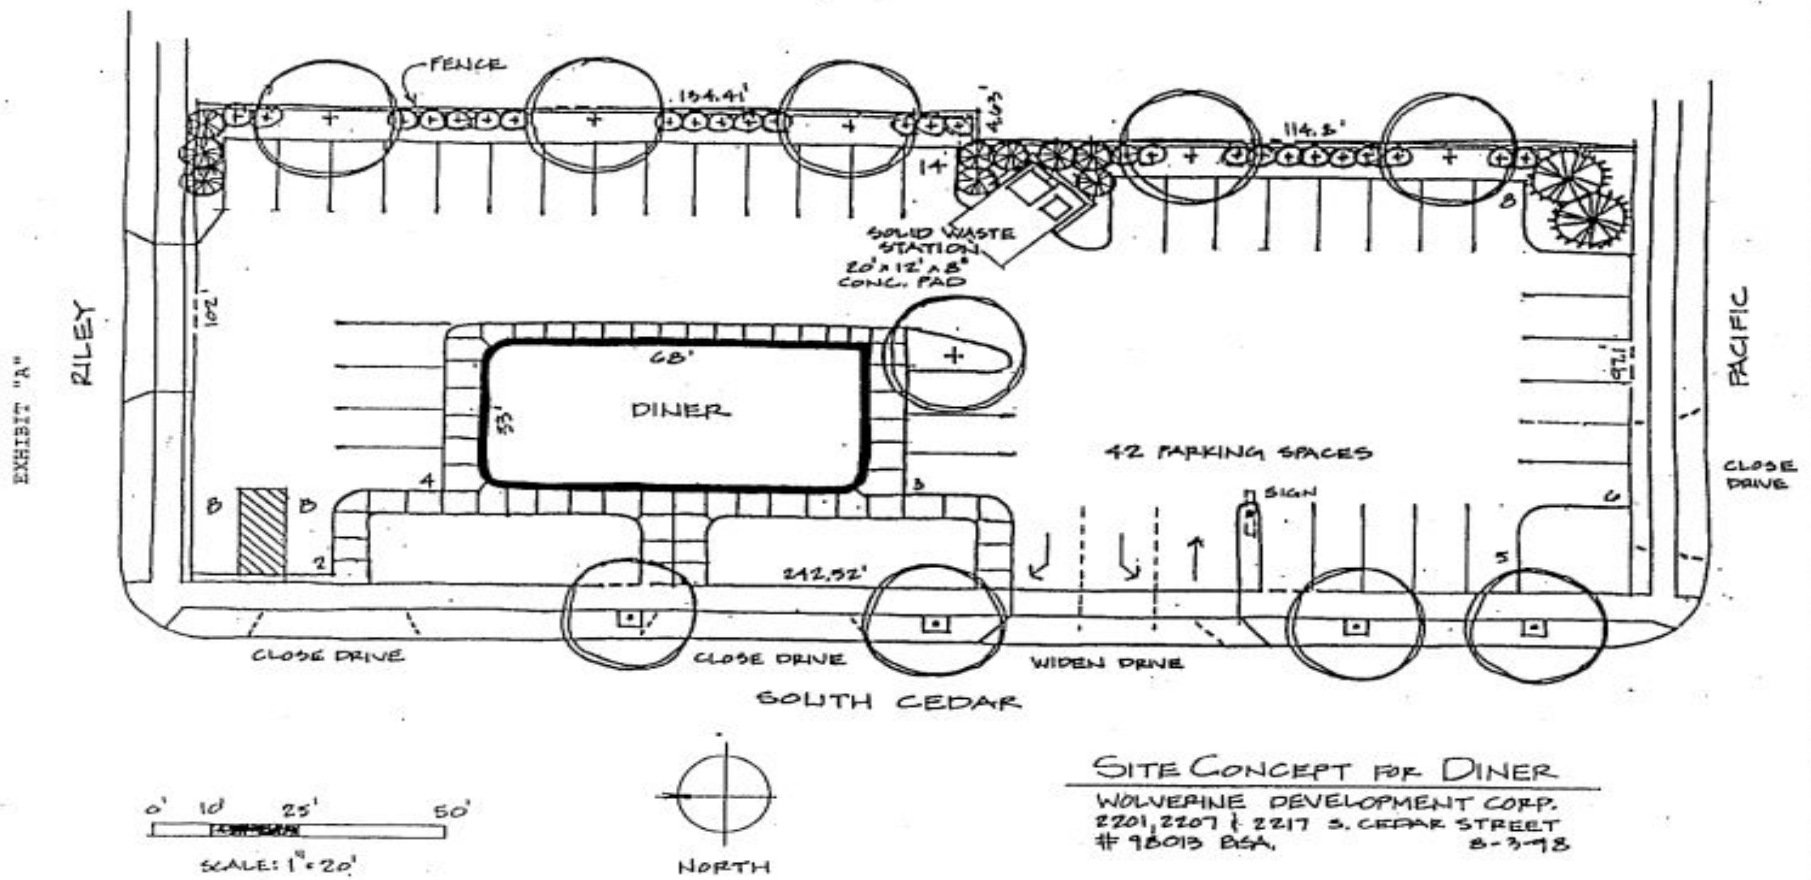 FENCE
134.41'
4.63'
114.8'
14
8
SOLID WASTE
STATION
20' x 12' x 8"
CONC. PAD
RILEY
102'
EXHIBIT "A"
68'
33'
DINER
42 PARKING SPACES
PACIFIC
CLOSE
DRIVE
4
3
SIGN
6
8
8
2
5
242.52'
CLOSE DRIVE
CLOSE DRIVE
WIDEN DRIVE
SOUTH CEDAR
0' 10' 25' 50'
SCALE: 1"=20'
NORTH
SITE CONCEPT FOR DINER
WOLVERINE DEVELOPMENT CORP.
2201, 2207 & 2217 S. CEDAR STREET
# 98013 BSA, 8-3-98